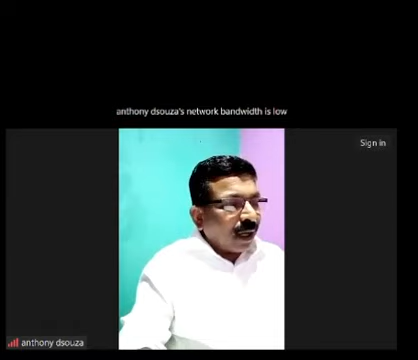 anthony dsouza's network bandwidth is low
Sign in
anthony dsouza